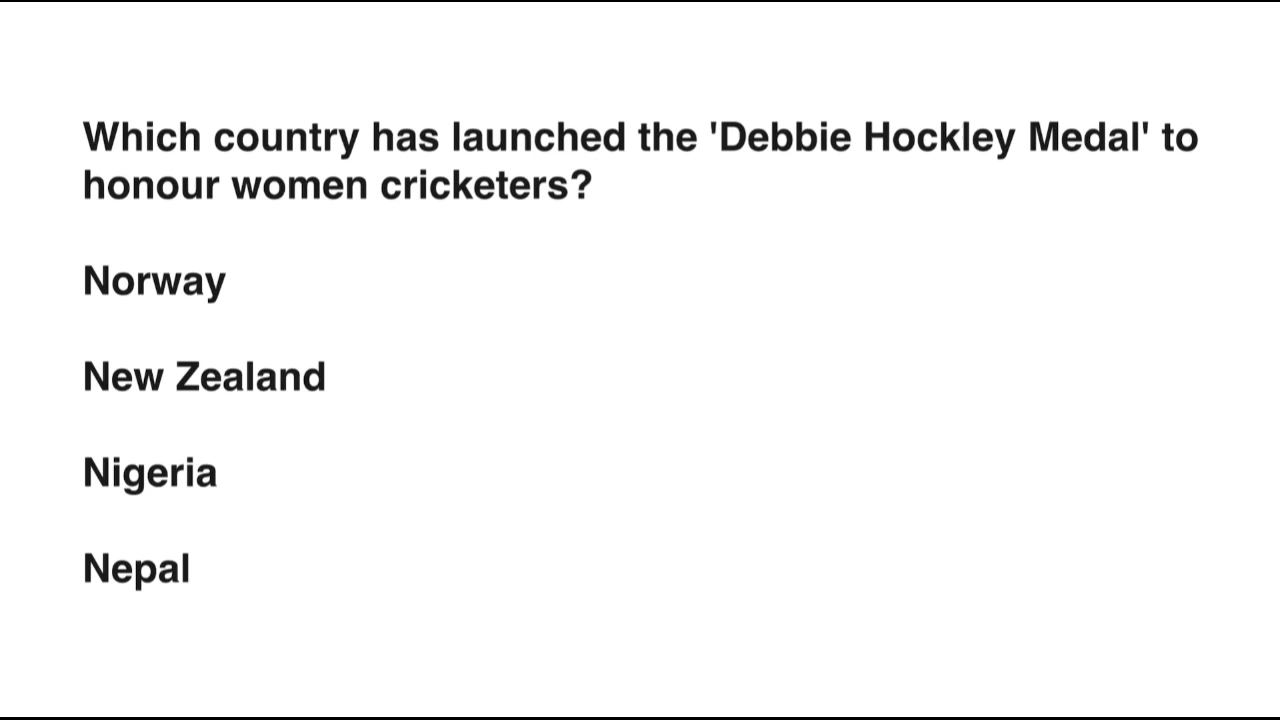 Which country has launched the 'Debbie Hockley Medal' to
honour women cricketers?
Norway
New Zealand
Nigeria
Nepal